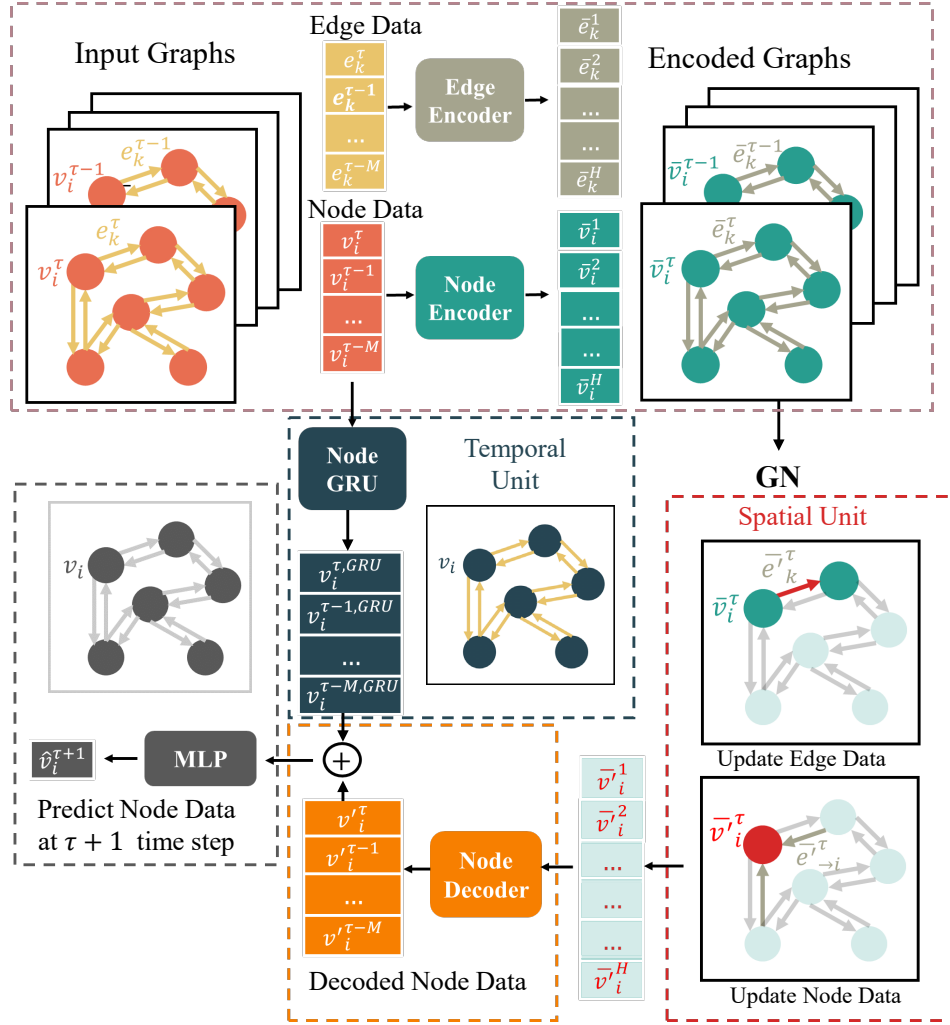 Input Graphs
Edge Data
Encoded Graphs
e_k^τ
e_k^{τ-1}
...
e_k^{τ-M}
Edge
Encoder
ē_k^1
ē_k^2
...
...
ē_k^H
v_i^{τ-1}
e_k^{τ-1}
v_i^τ
e_k^τ
Node Data
v_i^τ
v_i^{τ-1}
...
v_i^{τ-M}
Node
Encoder
v̄_i^1
v̄_i^2
...
...
v̄_i^H
v̄_i^{τ-1}
ē_k^{τ-1}
v̄_i^τ
ē_k^τ
Node
GRU
Temporal
Unit
v_i^{τ,GRU}
v_i^{τ-1,GRU}
...
v_i^{τ-M,GRU}
v_i
GN
Spatial Unit
e̅'_k^τ
v̄_i^τ
Update Edge Data
v̅'_i^τ
e̅'_{→i}^τ
Update Node Data
v̅'_i^1
v̅'_i^2
...
...
...
v̅'_i^H
Node
Decoder
v'_i^τ
v'_i^{τ-1}
...
v'_i^{τ-M}
Decoded Node Data
+
MLP
v̂_i^{τ+1}
v_i
Predict Node Data
at τ + 1 time step